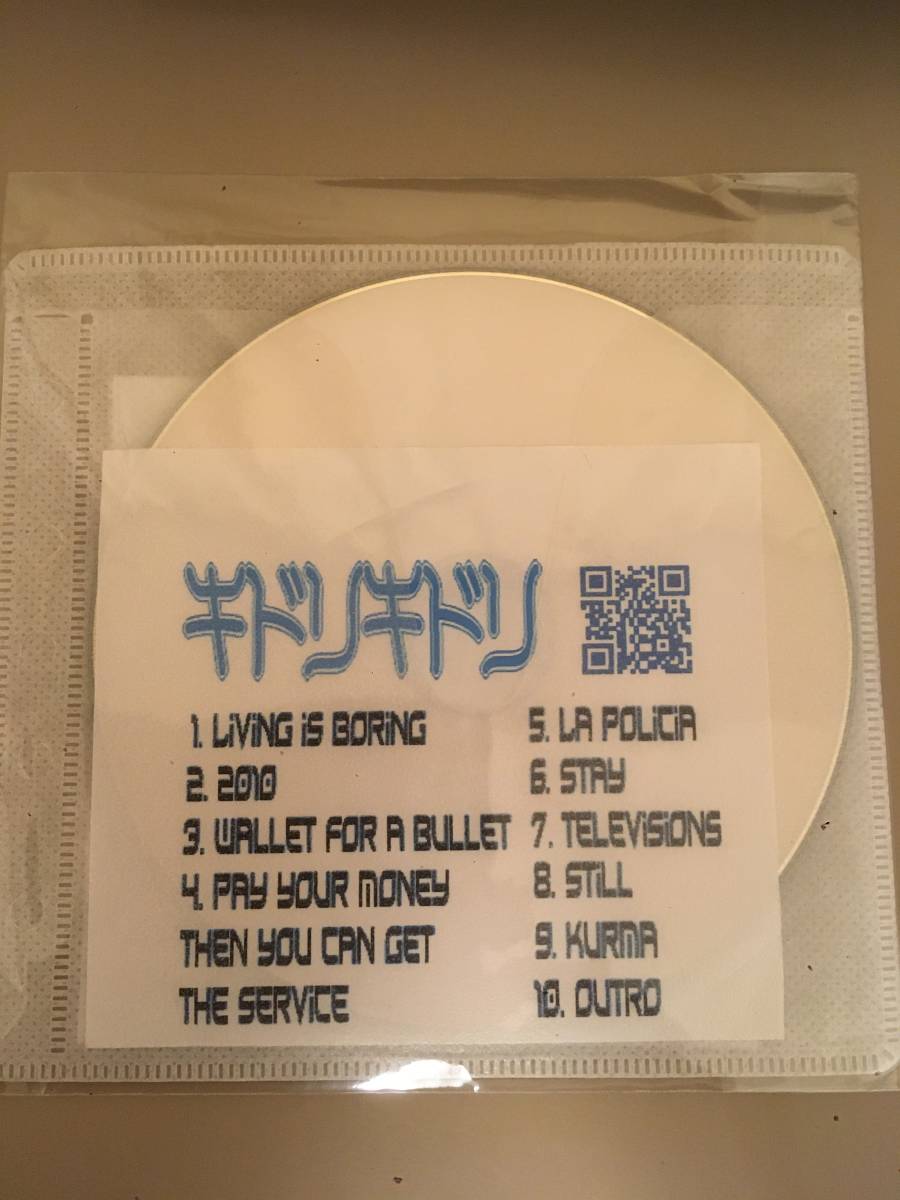 キドリキドリ
1. LiViNG iS BORiNG
2. 2010
3. WALLET FOR A BULLET
4. PAY YOUR MONEY
THEN YOU CAN GET
THE SERViCE
5. LA POLiCiA
6. STAY
7. TELEViSiONS
8. STiLL
9. KURMA
10. OUTRO